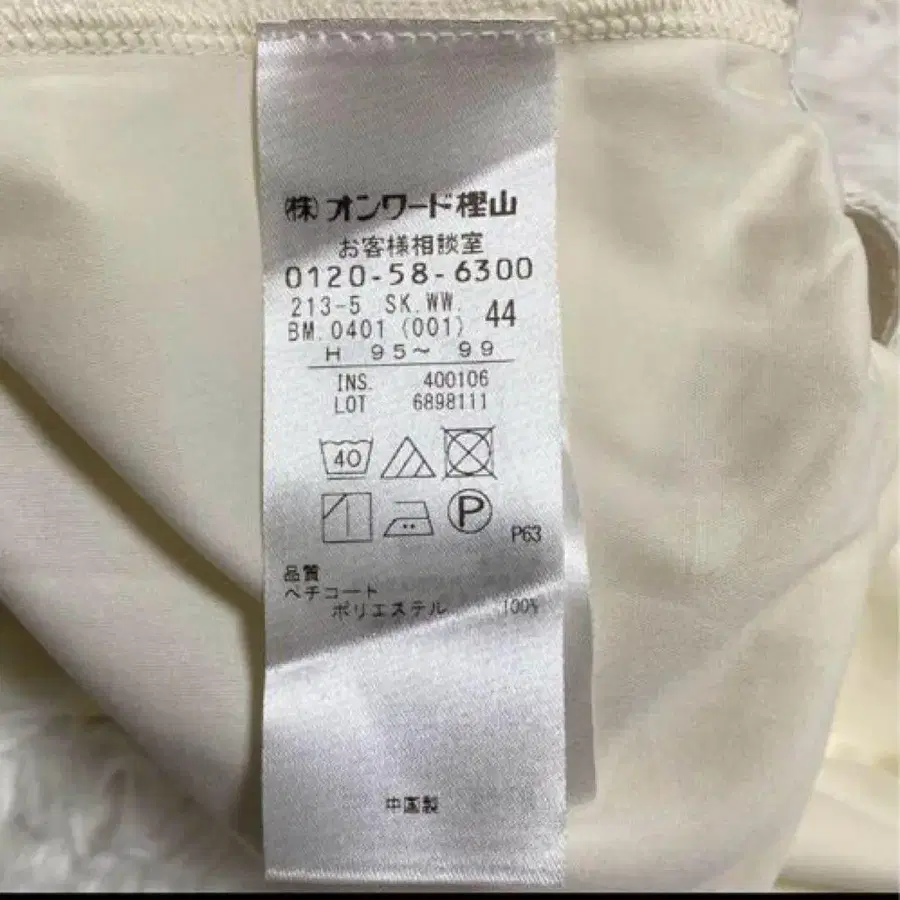 ㈱オンワード樫山
お客様相談室
0120-58-6300
213-5 SK.WW.
BM.0401 (001) 44
H 95～ 99
INS. 400106
LOT 6898111
40
P
P63
品質
ペチコート
ポリエステル 100%
中国製